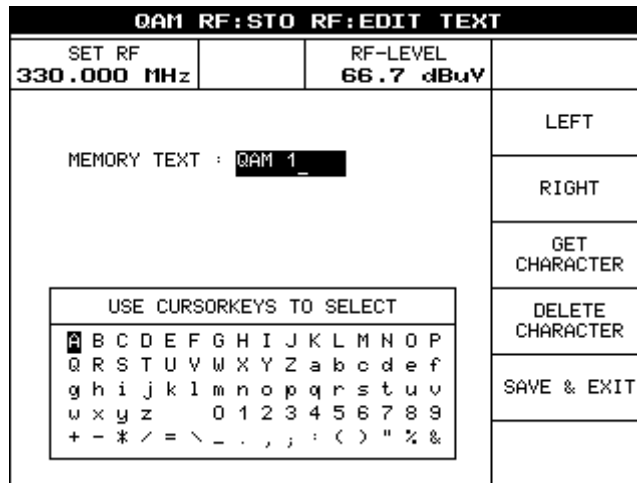 QAM RF:STO RF:EDIT TEXT
SET RF
330.000 MHz
RF-LEVEL
66.7 dBuV
MEMORY TEXT : QAM 1_
LEFT
RIGHT
GET
CHARACTER
DELETE
CHARACTER
SAVE & EXIT
USE CURSORKEYS TO SELECT
A B C D E F G H I J K L M N O P
Q R S T U V W X Y Z a b c d e f
g h i j k l m n o p q r s t u v
w x y z 0 1 2 3 4 5 6 7 8 9
+ - * / = \ _ . , ; : ( ) " % &